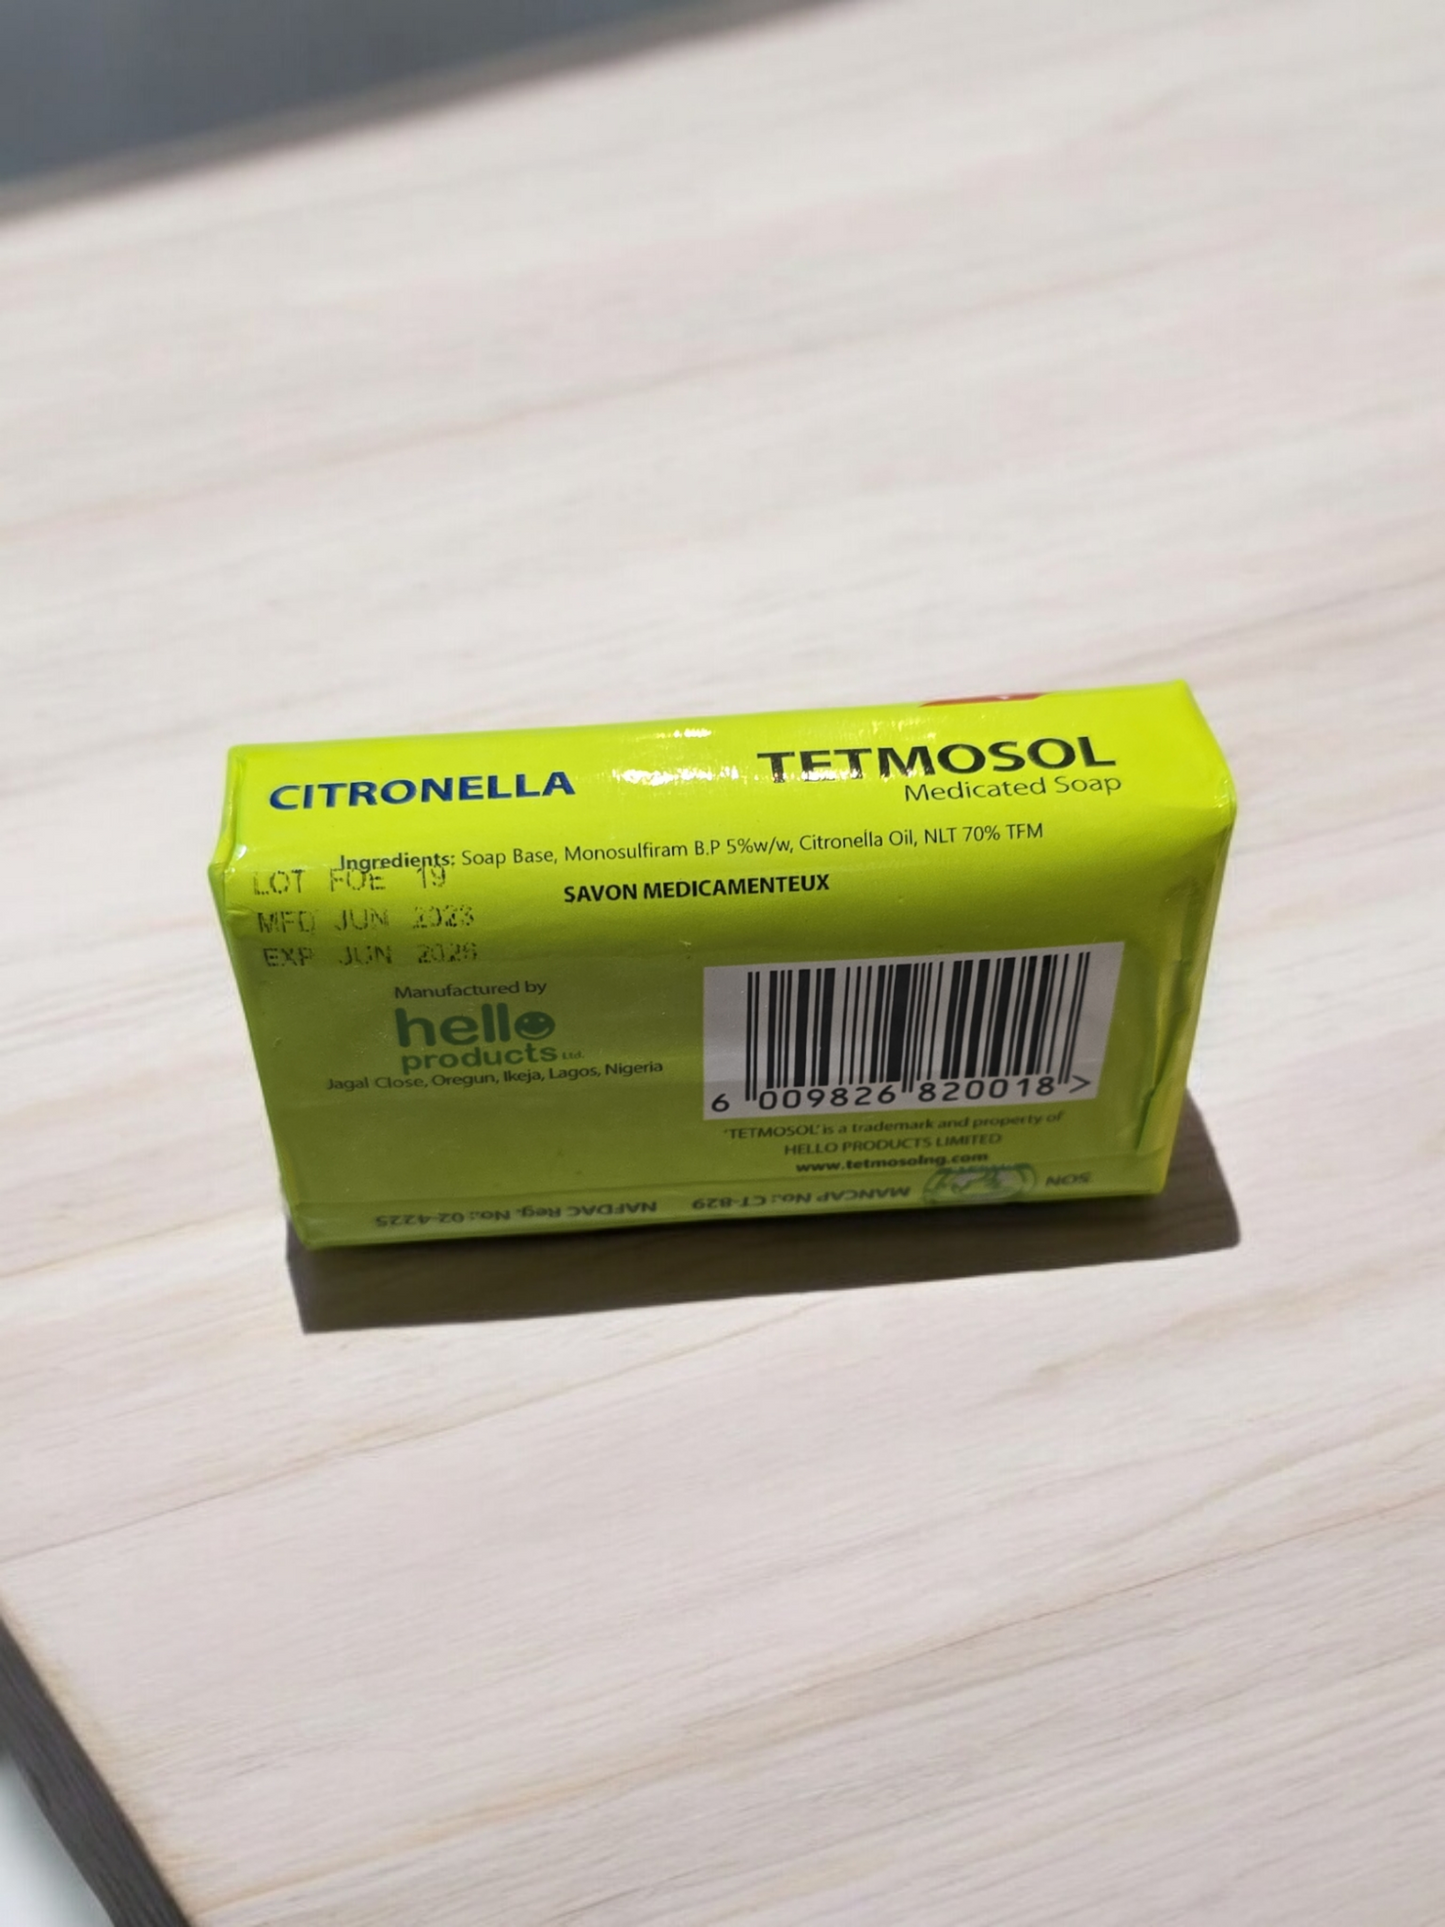 CITRONELLA
TETMOSOL
Medicated Soap
Ingredients: Soap Base, Monosulfiram B.P 5%w/w, Citronella Oil, NLT 70% TFM
SAVON MEDICAMENTEUX
LOT FOE 19
MFD JUN 2023
EXP JUN 2026
Manufactured by
hello
products Ltd.
Jagal Close, Oregun, Ikeja, Lagos, Nigeria
6 009826 820018 >
'TETMOSOL' is a trademark and property of
HELLO PRODUCTS LIMITED
www.tetmosolng.com
SON MANCAP No.: CT-829 NAFDAC Reg. No.: 02-4225